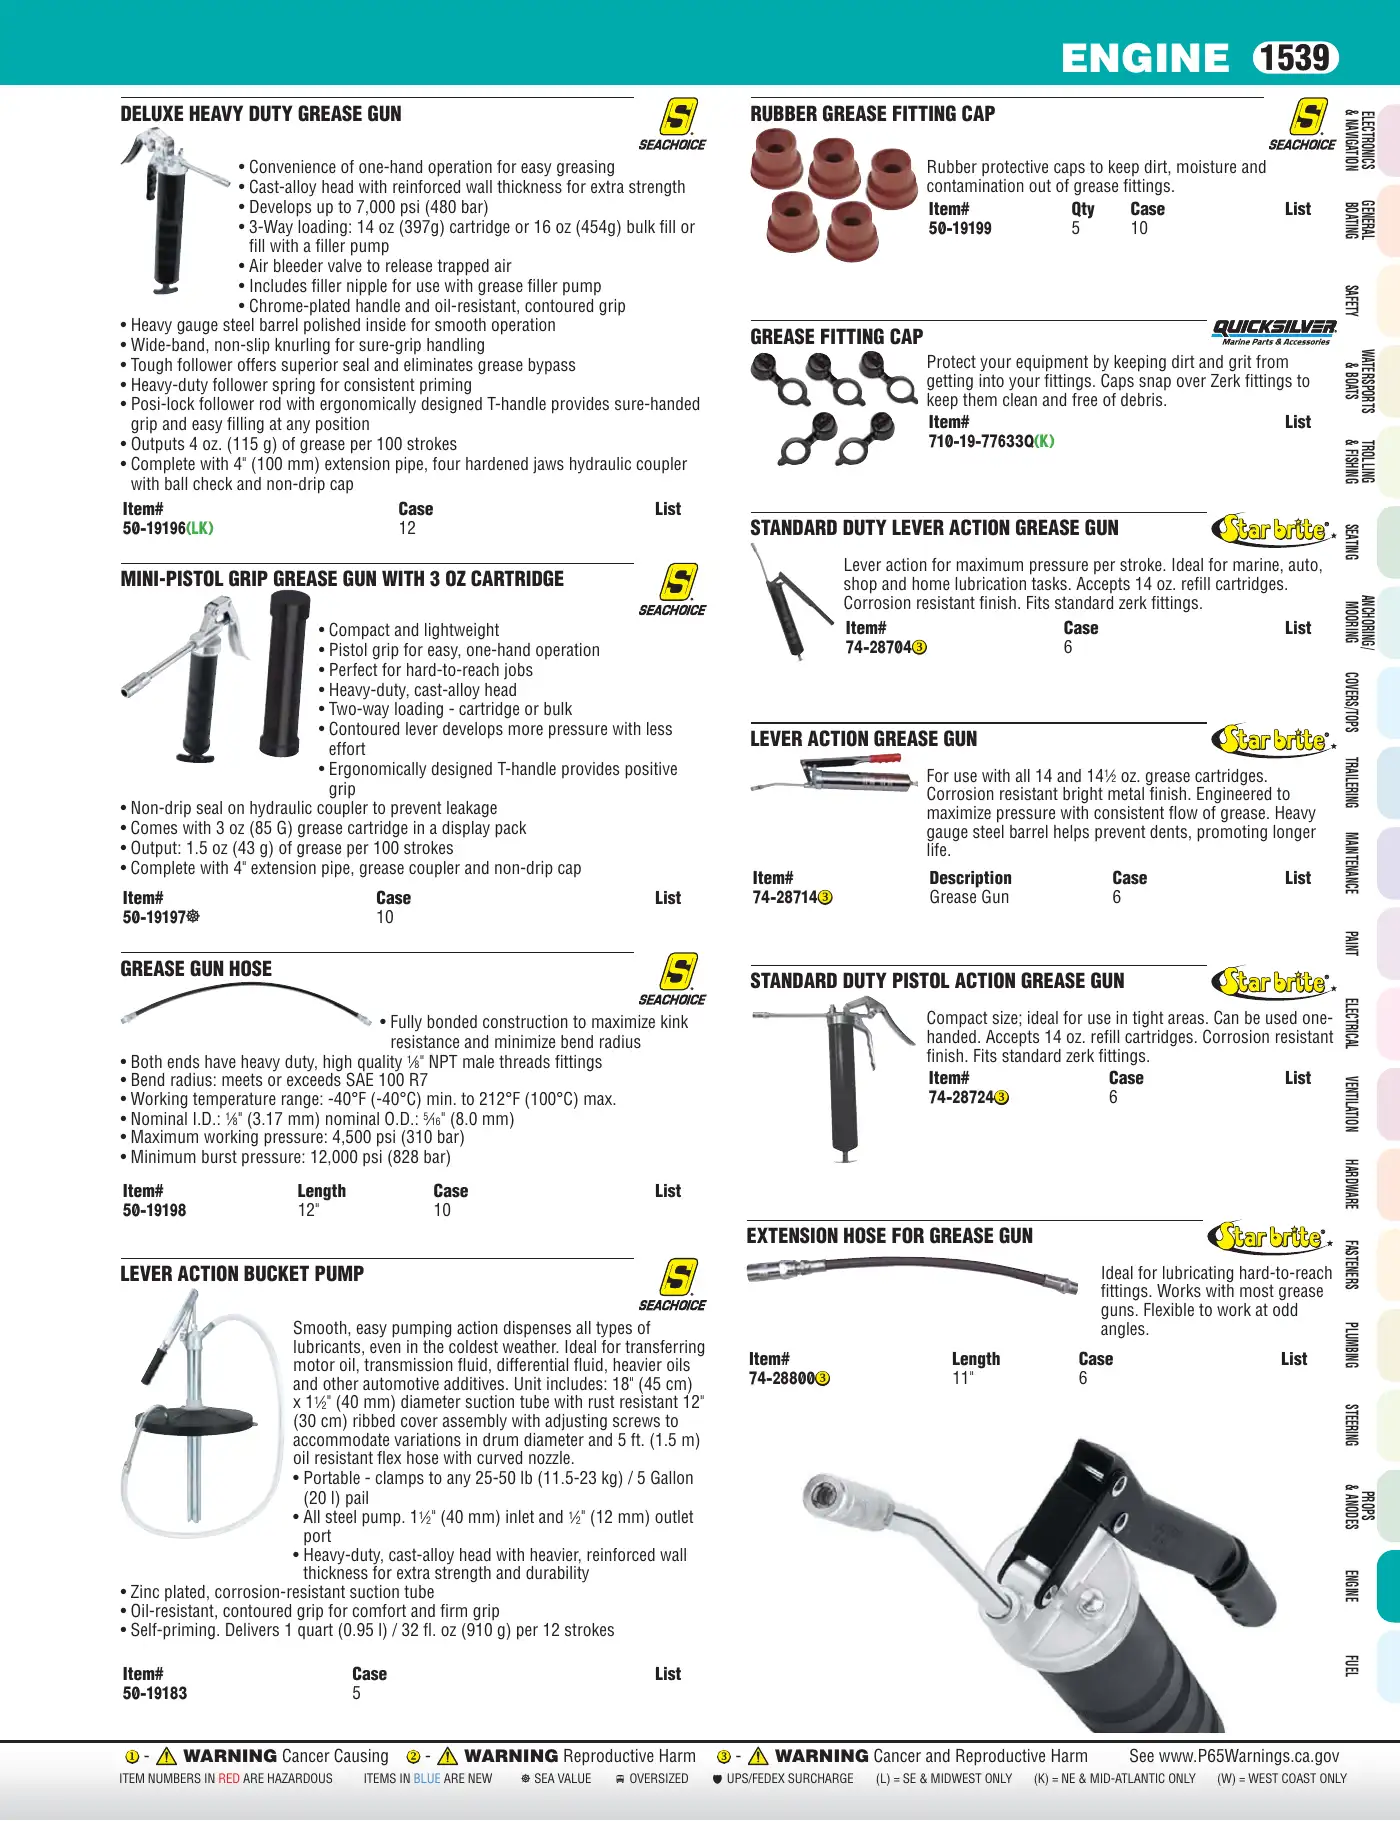 ENGINE 1539
DELUXE HEAVY DUTY GREASE GUN
S
SEACHOICE
• Convenience of one-hand operation for easy greasing
• Cast-alloy head with reinforced wall thickness for extra strength
• Develops up to 7,000 psi (480 bar)
• 3-Way loading: 14 oz (397g) cartridge or 16 oz (454g) bulk fill or
fill with a filler pump
• Air bleeder valve to release trapped air
• Includes filler nipple for use with grease filler pump
• Chrome-plated handle and oil-resistant, contoured grip
• Heavy gauge steel barrel polished inside for smooth operation
• Wide-band, non-slip knurling for sure-grip handling
• Tough follower offers superior seal and eliminates grease bypass
• Heavy-duty follower spring for consistent priming
• Posi-lock follower rod with ergonomically designed T-handle provides sure-handed
grip and easy filling at any position
• Outputs 4 oz. (115 g) of grease per 100 strokes
• Complete with 4" (100 mm) extension pipe, four hardened jaws hydraulic coupler
with ball check and non-drip cap
Item# Case List
50-19196(LK) 12
MINI-PISTOL GRIP GREASE GUN WITH 3 OZ CARTRIDGE
S
SEACHOICE
• Compact and lightweight
• Pistol grip for easy, one-hand operation
• Perfect for hard-to-reach jobs
• Heavy-duty, cast-alloy head
• Two-way loading - cartridge or bulk
• Contoured lever develops more pressure with less
effort
• Ergonomically designed T-handle provides positive
grip
• Non-drip seal on hydraulic coupler to prevent leakage
• Comes with 3 oz (85 G) grease cartridge in a display pack
• Output: 1.5 oz (43 g) of grease per 100 strokes
• Complete with 4" extension pipe, grease coupler and non-drip cap
Item# Case List
50-19197☸ 10
GREASE GUN HOSE
S
SEACHOICE
• Fully bonded construction to maximize kink
resistance and minimize bend radius
• Both ends have heavy duty, high quality ⅛" NPT male threads fittings
• Bend radius: meets or exceeds SAE 100 R7
• Working temperature range: -40°F (-40°C) min. to 212°F (100°C) max.
• Nominal I.D.: ⅛" (3.17 mm) nominal O.D.: 5⁄16" (8.0 mm)
• Maximum working pressure: 4,500 psi (310 bar)
• Minimum burst pressure: 12,000 psi (828 bar)
Item# Length Case List
50-19198 12" 10
LEVER ACTION BUCKET PUMP
S
SEACHOICE
Smooth, easy pumping action dispenses all types of
lubricants, even in the coldest weather. Ideal for transferring
motor oil, transmission fluid, differential fluid, heavier oils
and other automotive additives. Unit includes: 18" (45 cm)
x 1½" (40 mm) diameter suction tube with rust resistant 12"
(30 cm) ribbed cover assembly with adjusting screws to
accommodate variations in drum diameter and 5 ft. (1.5 m)
oil resistant flex hose with curved nozzle.
• Portable - clamps to any 25-50 lb (11.5-23 kg) / 5 Gallon
(20 l) pail
• All steel pump. 1½" (40 mm) inlet and ½" (12 mm) outlet
port
• Heavy-duty, cast-alloy head with heavier, reinforced wall
thickness for extra strength and durability
• Zinc plated, corrosion-resistant suction tube
• Oil-resistant, contoured grip for comfort and firm grip
• Self-priming. Delivers 1 quart (0.95 l) / 32 fl. oz (910 g) per 12 strokes
Item# Case List
50-19183 5
RUBBER GREASE FITTING CAP
S
SEACHOICE
Rubber protective caps to keep dirt, moisture and
contamination out of grease fittings.
Item# Qty Case List
50-19199 5 10
GREASE FITTING CAP
QUICKSILVER
Marine Parts & Accessories
Protect your equipment by keeping dirt and grit from
getting into your fittings. Caps snap over Zerk fittings to
keep them clean and free of debris.
Item# List
710-19-77633Q(K)
STANDARD DUTY LEVER ACTION GREASE GUN
Star brite
Lever action for maximum pressure per stroke. Ideal for marine, auto,
shop and home lubrication tasks. Accepts 14 oz. refill cartridges.
Corrosion resistant finish. Fits standard zerk fittings.
Item# Case List
74-28704③ 6
LEVER ACTION GREASE GUN
Star brite
For use with all 14 and 14½ oz. grease cartridges.
Corrosion resistant bright metal finish. Engineered to
maximize pressure with consistent flow of grease. Heavy
gauge steel barrel helps prevent dents, promoting longer
life.
Item# Description Case List
74-28714③ Grease Gun 6
STANDARD DUTY PISTOL ACTION GREASE GUN
Star brite
Compact size; ideal for use in tight areas. Can be used one-
handed. Accepts 14 oz. refill cartridges. Corrosion resistant
finish. Fits standard zerk fittings.
Item# Case List
74-28724③ 6
EXTENSION HOSE FOR GREASE GUN
Star brite
Ideal for lubricating hard-to-reach
fittings. Works with most grease
guns. Flexible to work at odd
angles.
Item# Length Case List
74-28800③ 11" 6
ELECTRONICS
& NAVIGATION
GENERAL
BOATING
SAFETY
WATERSPORTS
& BOATS
TROLLING
& FISHING
SEATING
ANCHORING/
MOORING
COVERS/TOPS
TRAILERING
MAINTENANCE
PAINT
ELECTRICAL
VENTILATION
HARDWARE
FASTENERS
PLUMBING
STEERING
PROPS
& ANODES
ENGINE
FUEL
① - ⚠ WARNING Cancer Causing ② - ⚠ WARNING Reproductive Harm ③ - ⚠ WARNING Cancer and Reproductive Harm See www.P65Warnings.ca.gov
ITEM NUMBERS IN RED ARE HAZARDOUS ITEMS IN BLUE ARE NEW ☸ SEA VALUE OVERSIZED UPS/FEDEX SURCHARGE (L) = SE & MIDWEST ONLY (K) = NE & MID-ATLANTIC ONLY (W) = WEST COAST ONLY